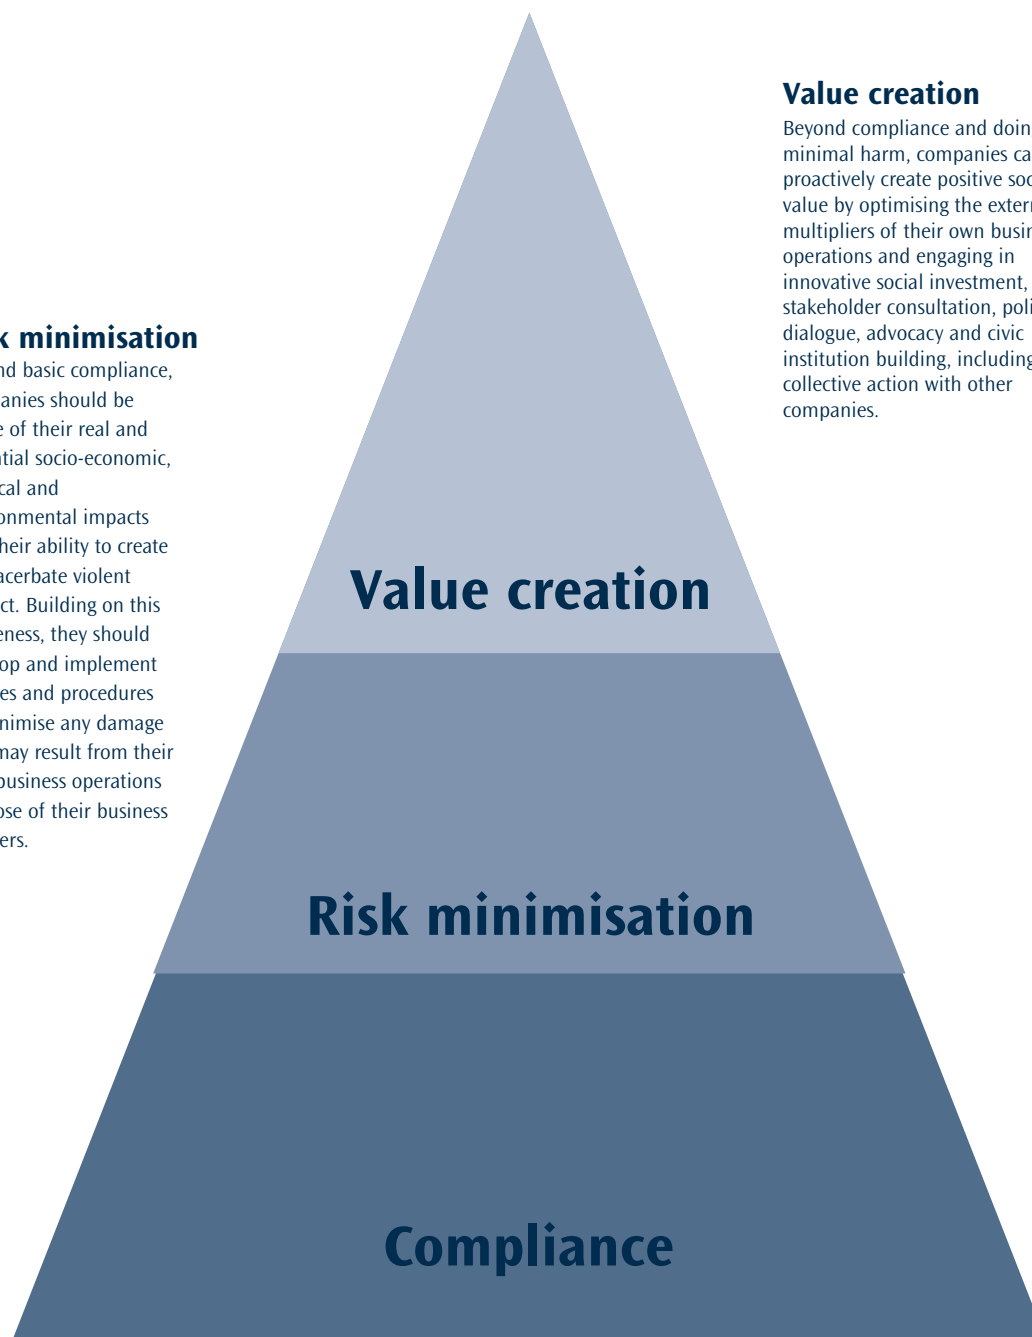 Value creation
Beyond compliance and doin
minimal harm, companies ca
proactively create positive soc
value by optimising the extern
multipliers of their own busin
operations and engaging in
innovative social investment,
stakeholder consultation, poli
dialogue, advocacy and civic
institution building, including
collective action with other
companies.
k minimisation
nd basic compliance,
anies should be
e of their real and
ntial socio-economic,
cal and
onmental impacts
heir ability to create
acerbate violent
ct. Building on this
eness, they should
op and implement
es and procedures
nimise any damage
may result from their
business operations
ose of their business
ers.
Value creation
Risk minimisation
Compliance